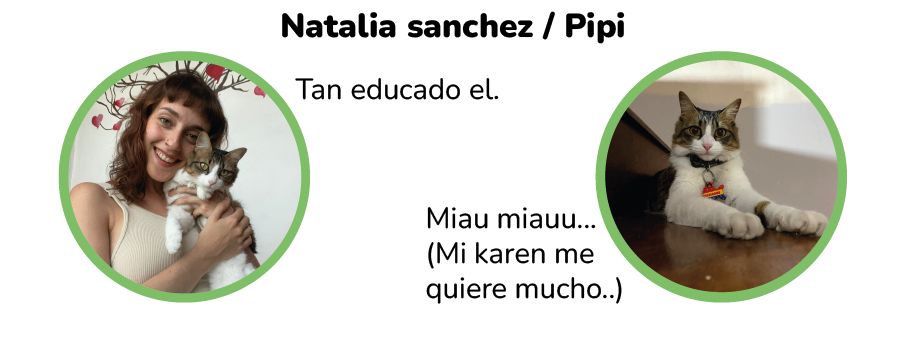 Natalia sanchez / Pipi
Tan educado el.
Miau miauu...
(Mi karen me
quiere mucho..)